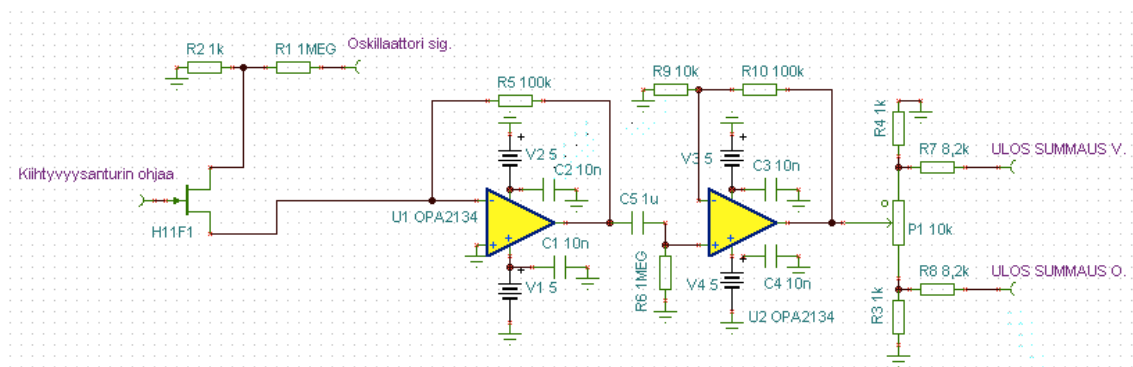 Oskillaattori sig.
R2 1k
R1 1MEG
R5 100k
R9 10k
R10 100k
R4 1k
V2 5
C2 10n
V3 5
C3 10n
R7 8,2k
ULOS SUMMAUS V.
Kiihtyvyysanturin ohjaa
H11F1
U1 OPA2134
C5 1u
P1 10k
C1 10n
V1 5
R6 1MEG
V4 5
C4 10n
R8 8,2k
ULOS SUMMAUS O.
R3 1k
U2 OPA2134